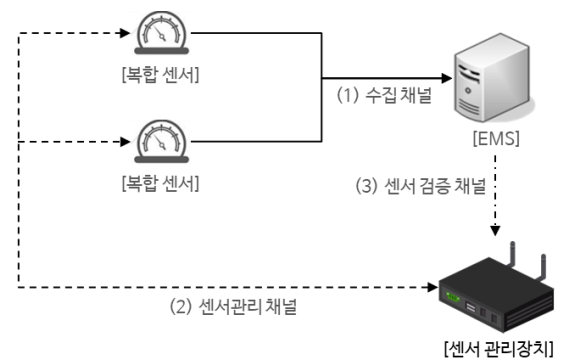 [복합 센서]
(1) 수집 채널
[EMS]
[복합 센서]
(3) 센서 검증 채널
(2) 센서관리 채널
[센서 관리장치]